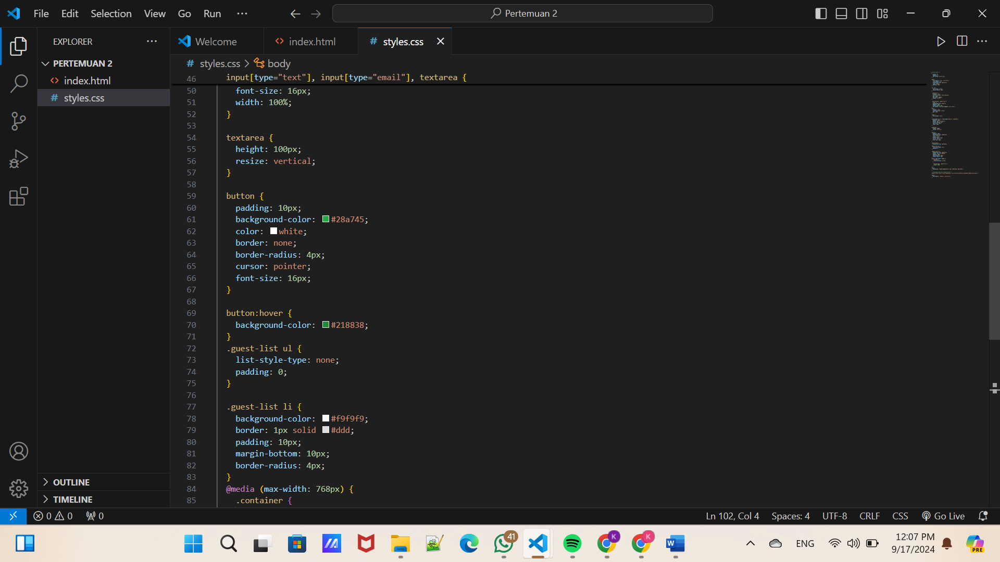 File Edit Selection View Go Run
Pertemuan 2
EXPLORER
Welcome
index.html
styles.css
PERTEMUAN 2
index.html
styles.css
styles.css > body
46 input[type="text"], input[type="email"], textarea {
50 font-size: 16px;
51 width: 100%;
52 }
53
54 textarea {
55 height: 100px;
56 resize: vertical;
57 }
58
59 button {
60 padding: 10px;
61 background-color: #28a745;
62 color: white;
63 border: none;
64 border-radius: 4px;
65 cursor: pointer;
66 font-size: 16px;
67 }
68
69 button:hover {
70 background-color: #218838;
71 }
72 .guest-list ul {
73 list-style-type: none;
74 padding: 0;
75 }
76
77 .guest-list li {
78 background-color: #f9f9f9;
79 border: 1px solid #ddd;
80 padding: 10px;
81 margin-bottom: 10px;
82 border-radius: 4px;
83 }
84 @media (max-width: 768px) {
85 .container {
OUTLINE
TIMELINE
0 0 0
Ln 102, Col 4 Spaces: 4 UTF-8 CRLF CSS Go Live
41
K
K
W
ENG
12:07 PM
9/17/2024
PRE